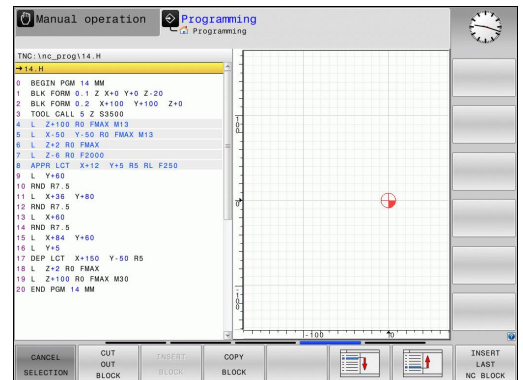 Manual operation
Programming
Programming
TNC:\nc_prog\14.H
→14.H
0 BEGIN PGM 14 MM
1 BLK FORM 0.1 Z X+0 Y+0 Z-20
2 BLK FORM 0.2 X+100 Y+100 Z+0
3 TOOL CALL 5 Z S3500
4 L Z+100 R0 FMAX M13
5 L X-50 Y-50 R0 FMAX M13
6 L Z+2 R0 FMAX
7 L Z-6 R0 F2000
8 APPR LCT X+12 Y+5 R5 RL F250
9 L Y+60
10 RND R7.5
11 L X+36 Y+80
12 RND R7.5
13 L X+60
14 RND R7.5
15 L X+84 Y+60
16 L Y+5
17 DEP LCT X+150 Y-50 R5
18 L Z+2 R0 FMAX
19 L Z+100 R0 FMAX M30
20 END PGM 14 MM
-100
CANCEL SELECTION
CUT OUT BLOCK
INSERT BLOCK
COPY BLOCK
INSERT LAST NC BLOCK